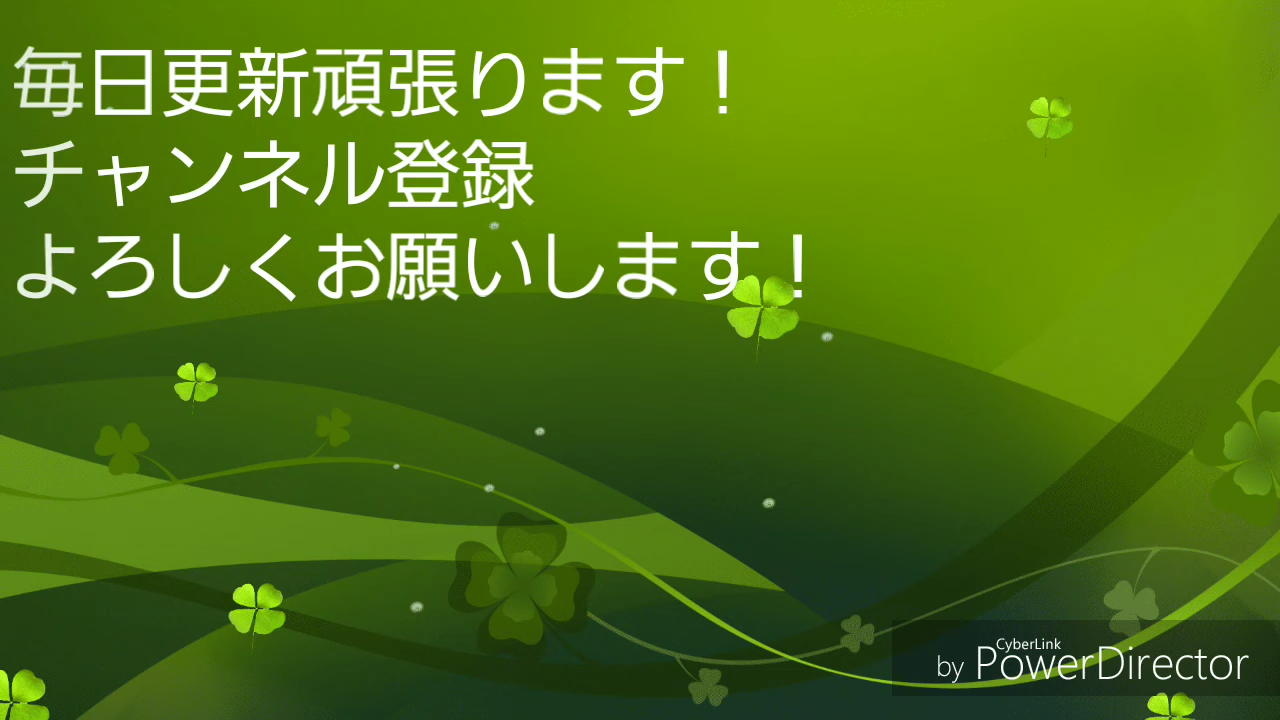 毎日更新頑張ります！
チャンネル登録
よろしくお願いします！
CyberLink
by PowerDirector